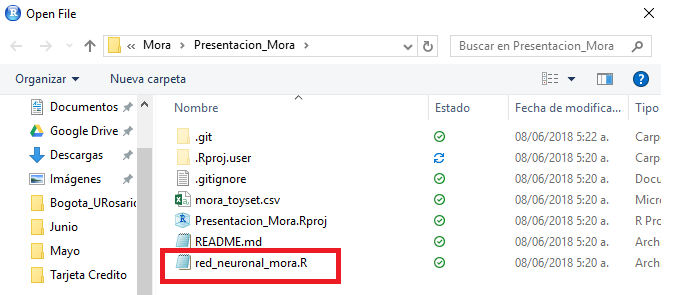 Open File
« Mora > Presentacion_Mora >
Buscar en Presentacion_Mora
Organizar
Nueva carpeta
Nombre Estado Fecha de modifica... Tipo
Documentos
Google Drive
Descargas
Imágenes
Bogota_URosario
Junio
Mayo
Tarjeta Credito
.git 08/06/2018 5:22 a. Carp
.Rproj.user 08/06/2018 5:20 a. Carp
.gitignore 08/06/2018 5:20 a. Docu
mora_toyset.csv 08/06/2018 5:20 a. Micro
Presentacion_Mora.Rproj 08/06/2018 5:20 a. R Pro
README.md 08/06/2018 5:20 a. Arch
red_neuronal_mora.R 08/06/2018 5:20 a. Arch